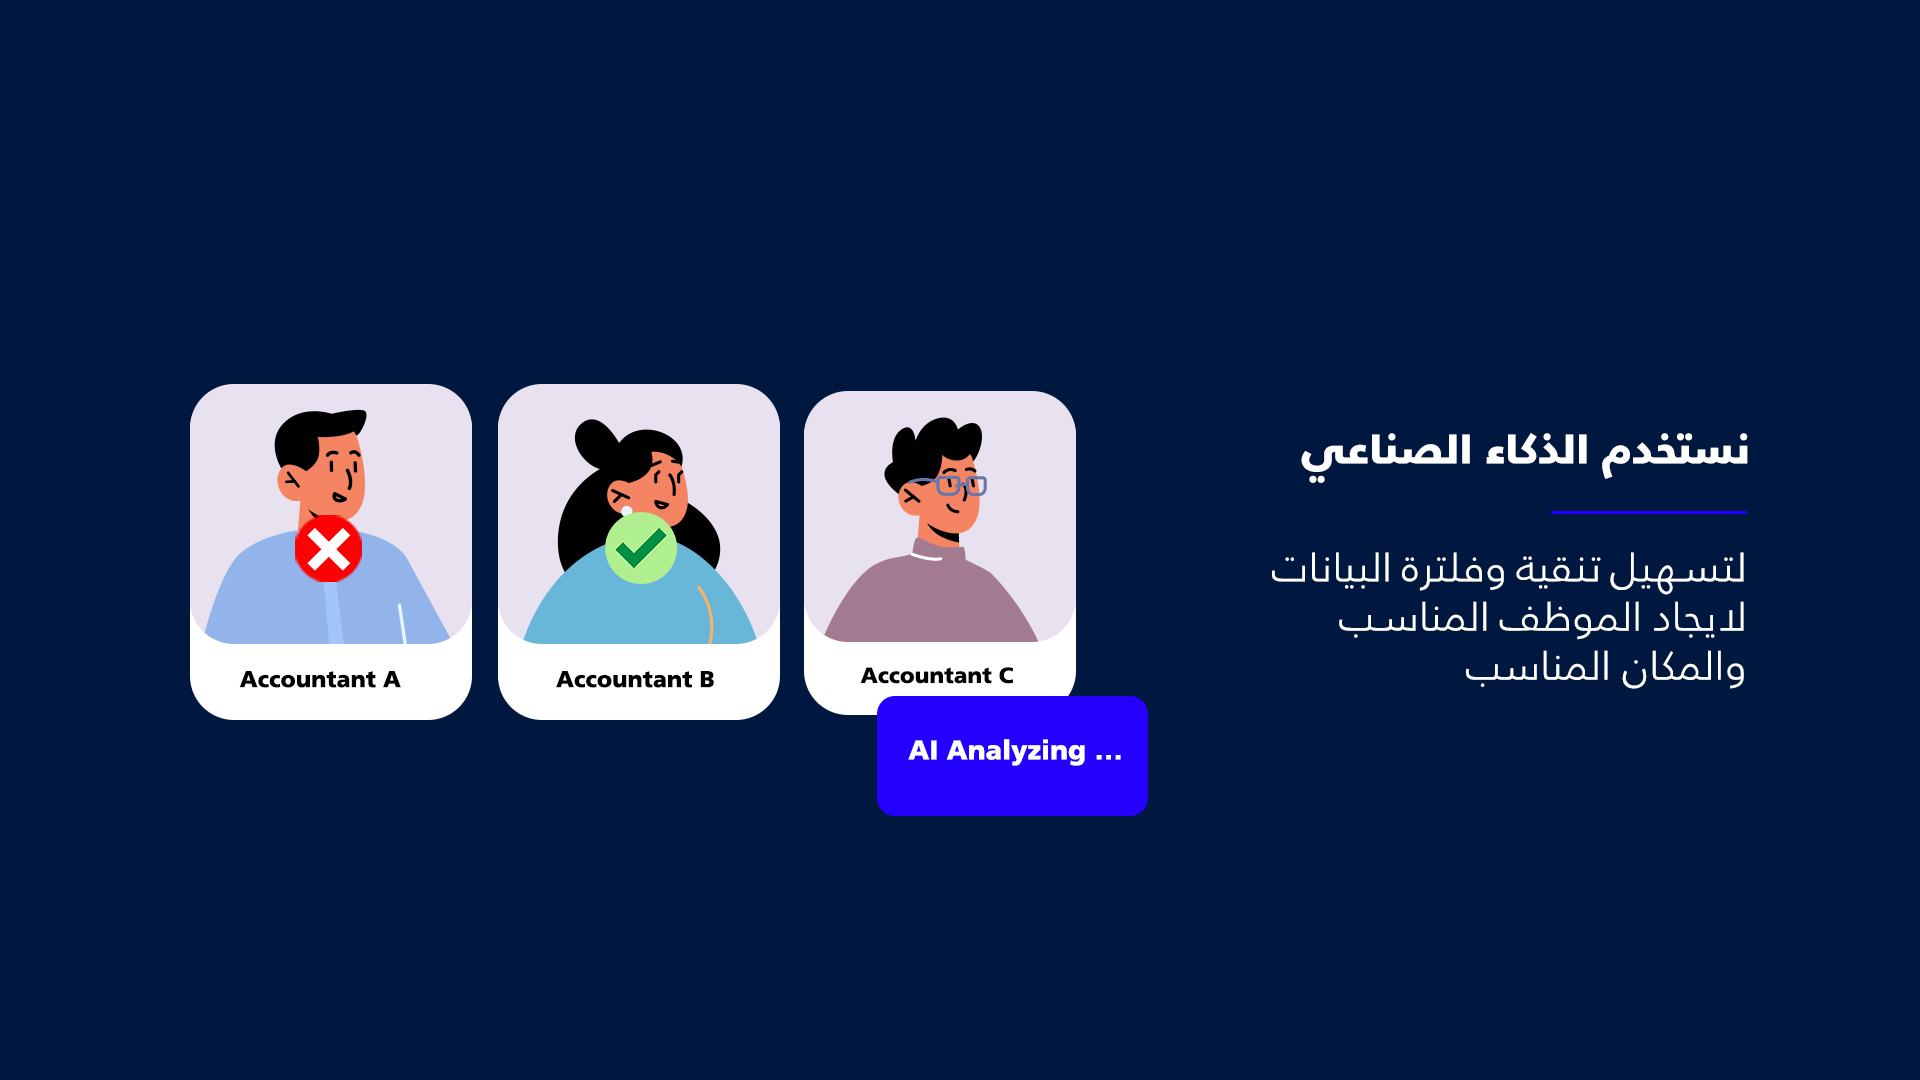 نستخدم الذكاء الصناعي
لتسهيل تنقية وفلترة البيانات
لايجاد الموظف المناسب
والمكان المناسب
Accountant A
Accountant B
Accountant C
AI Analyzing ...